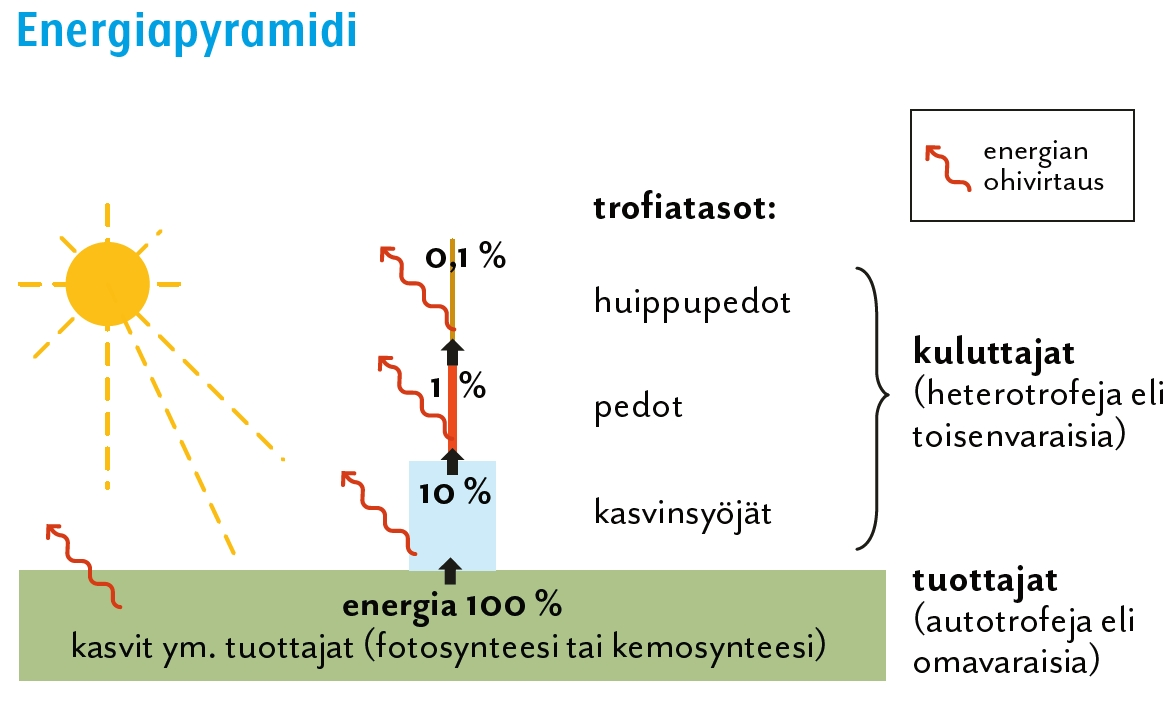 Energiapyramidi
energian
ohivirtaus
trofiatasot:
0,1 %
huippupedot
1 %
pedot
10 %
kasvinsyöjät
kuluttajat
(heterotrofeja eli
toisenvaraisia)
energia 100 %
kasvit ym. tuottajat (fotosynteesi tai kemosynteesi)
tuottajat
(autotrofeja eli
omavaraisia)